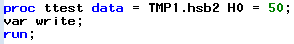 proc ttest data = TMP1.hsb2 H0 = 50;
var write;
run;